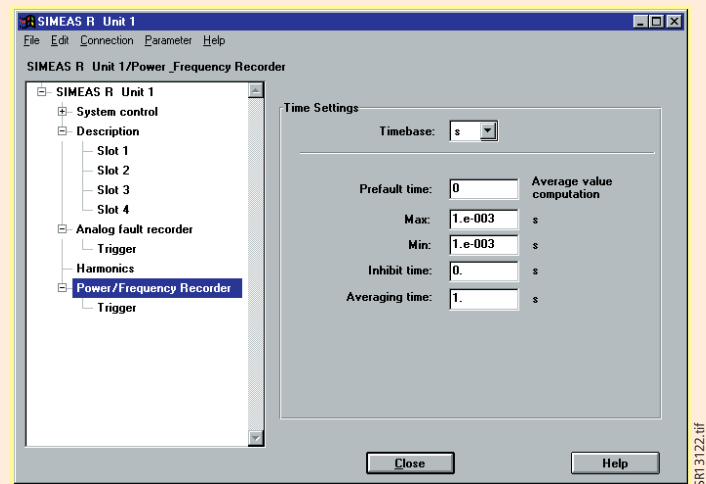 SIMEAS R Unit 1
File Edit Connection Parameter Help
SIMEAS R Unit 1/Power _Frequency Recorder
SIMEAS R Unit 1
System control
Description
Slot 1
Slot 2
Slot 3
Slot 4
Analog fault recorder
Trigger
Harmonics
Power/Frequency Recorder
Trigger
Time Settings
Timebase: s
Prefault time: 0 Average value computation
Max: 1.e-003 s
Min: 1.e-003 s
Inhibit time: 0. s
Averaging time: 1. s
Close Help
SR13122.tif